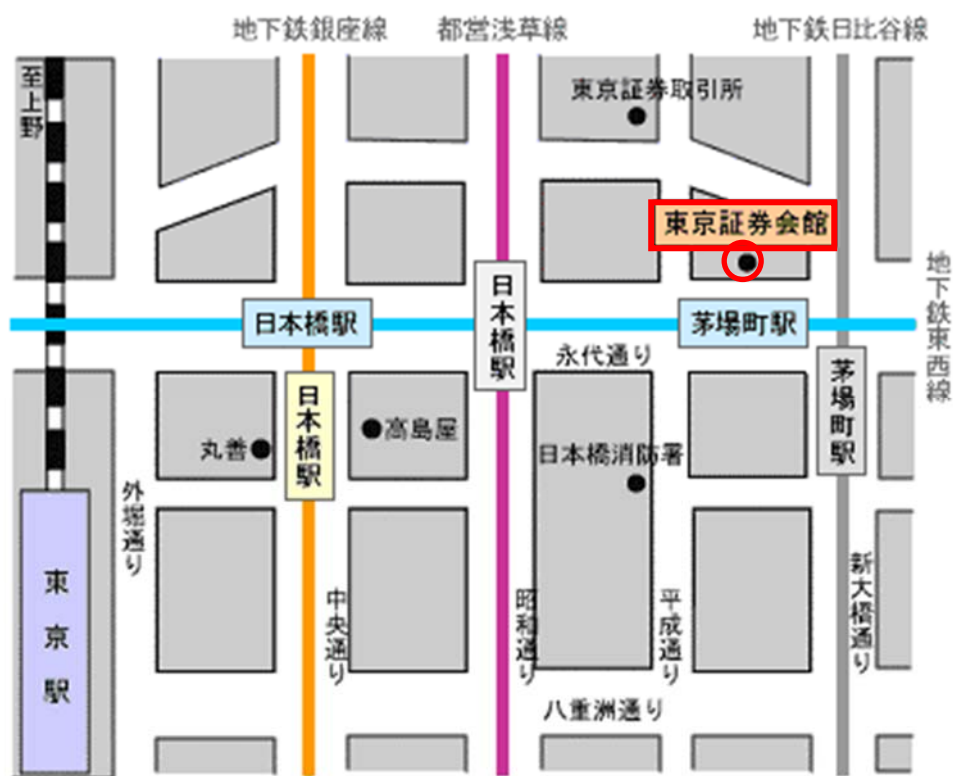 地下鉄銀座線
都営浅草線
地下鉄日比谷線
至上野
東京証券取引所
東京証券会館
地下鉄東西線
日本橋駅
日本橋駅
茅場町駅
永代通り
茅場町駅
日本橋駅
高島屋
丸善
日本橋消防署
外堀通り
東京駅
中央通り
昭和通り
平成通り
新大橋通り
八重洲通り